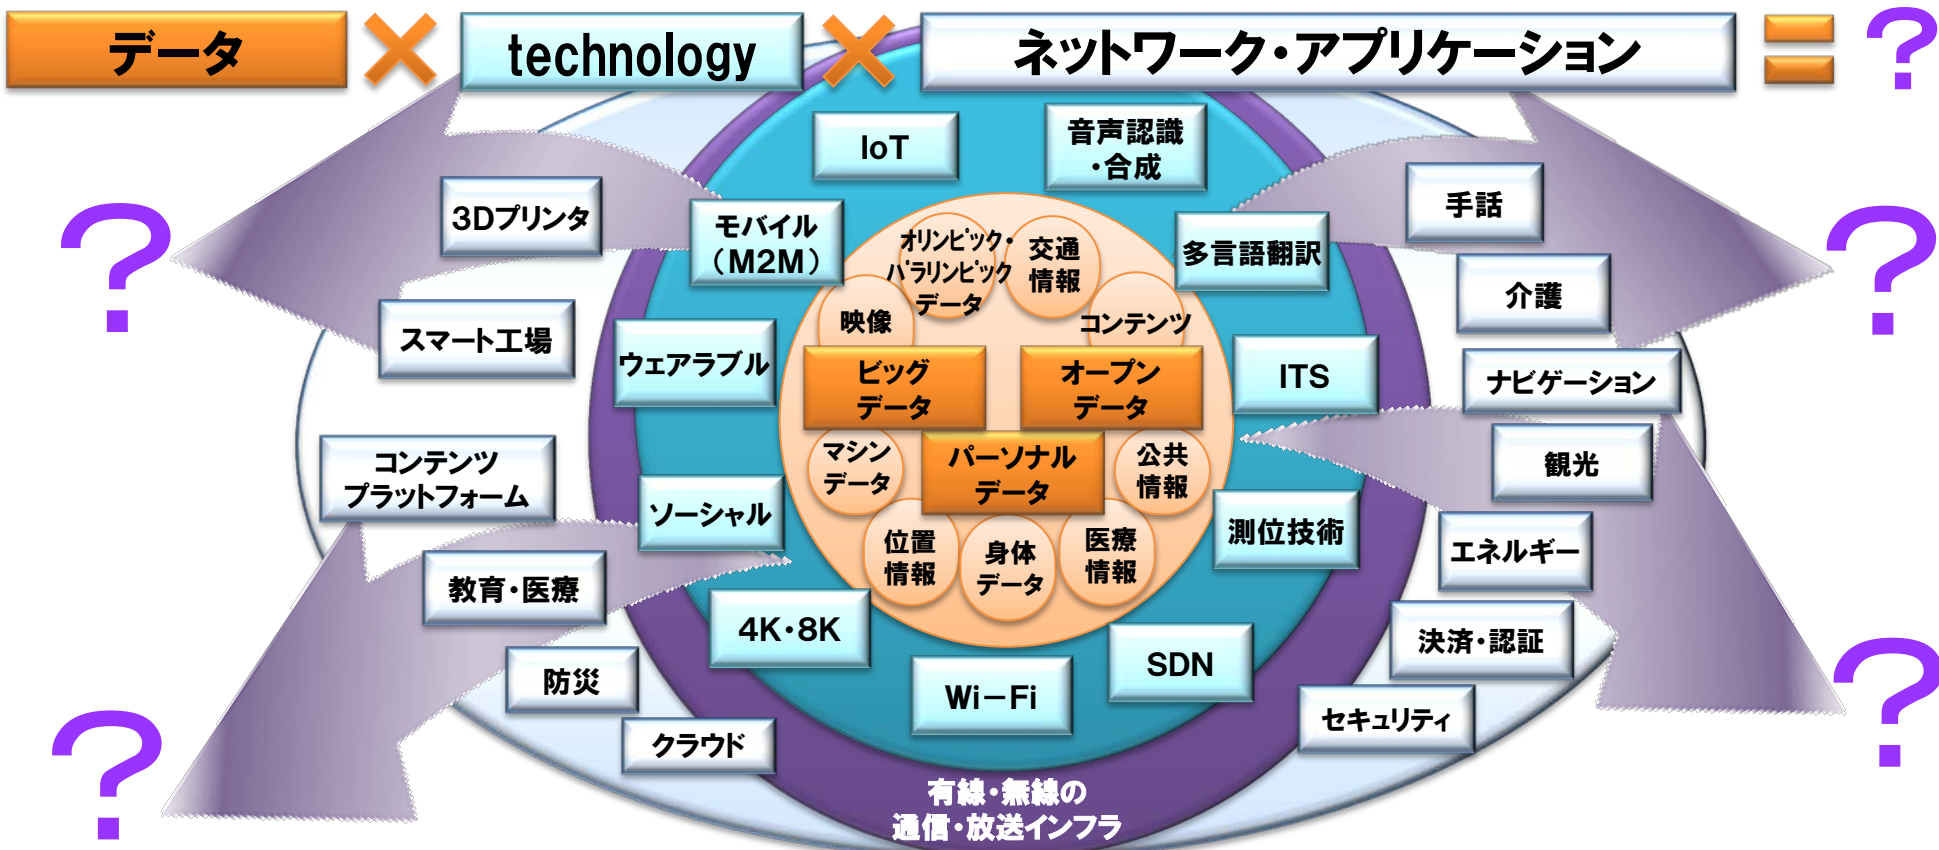 データ × technology × ネットワーク・アプリケーション = ?
IoT
音声認識
・合成
3Dプリンタ
モバイル
(M2M)
オリンピック・
パラリンピック
データ
交通
情報
多言語翻訳
手話
?
?
映像
コンテンツ
介護
スマート工場
ウェアラブル
ビッグ
データ
オープン
データ
ITS
ナビゲーション
コンテンツ
プラットフォーム
マシン
データ
パーソナル
データ
公共
情報
観光
ソーシャル
位置
情報
身体
データ
医療
情報
測位技術
エネルギー
教育・医療
4K・8K
Wi-Fi
SDN
決済・認証
防災
セキュリティ
クラウド
?
?
有線・無線の
通信・放送インフラ